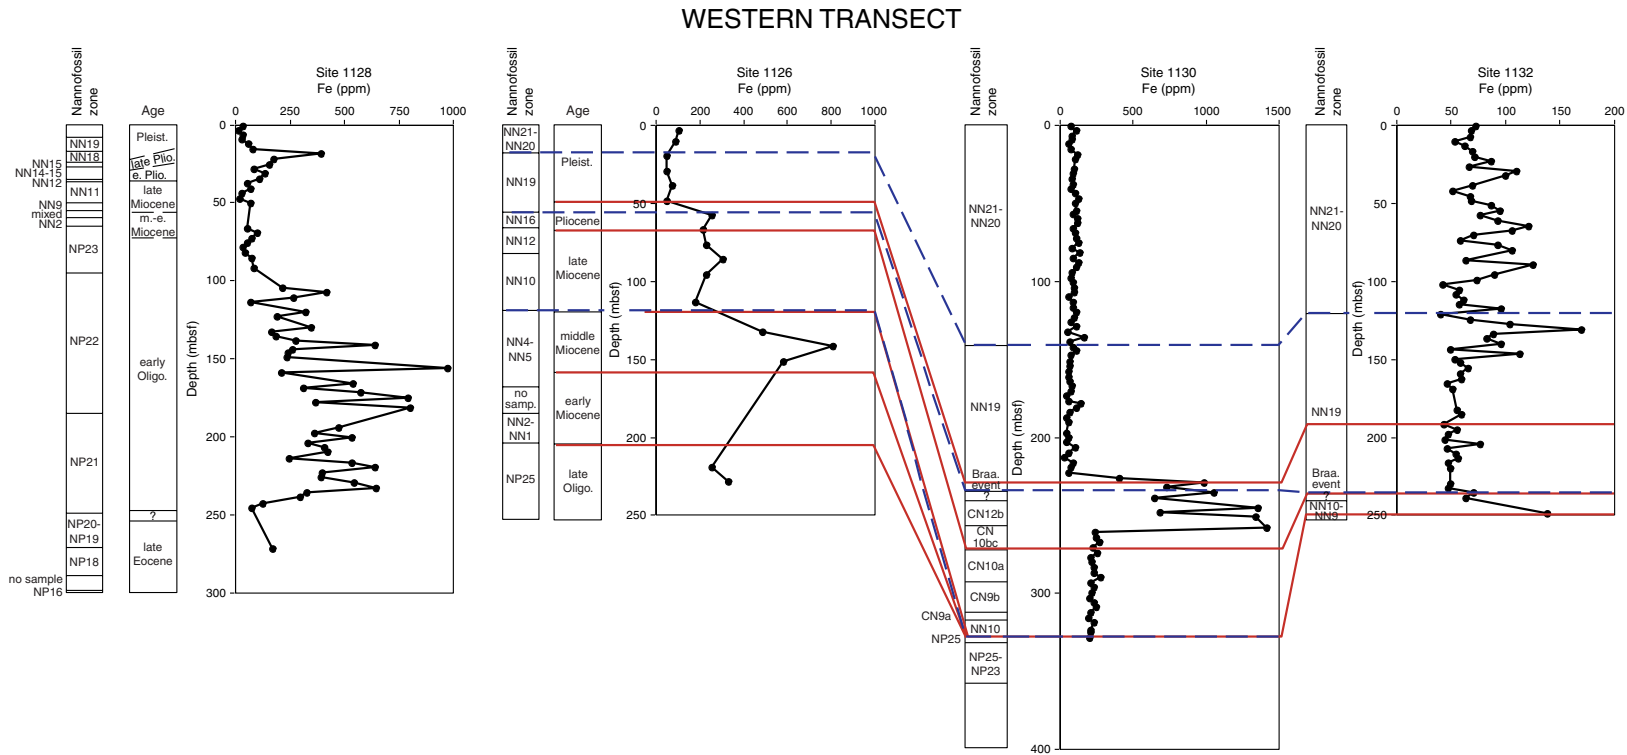 WESTERN TRANSECT
Nannofossil
zone
Age
Site 1128
Fe (ppm)
0 250 500 750 1000
Depth (mbsf)
0
50
100
150
200
250
300
NN19
NN18
NN15
NN14-15
NN12
NN11
NN9
mixed
NN2
NP23
NP22
NP21
NP20-
NP19
NP18
no sample
NP16
Pleist.
late Plio.
e. Plio.
late
Miocene
m.-e.
Miocene
early
Oligo.
?
late
Eocene
Nannofossil
zone
Age
Site 1126
Fe (ppm)
0 200 400 600 800 1000
Depth (mbsf)
0
50
100
150
200
250
NN21-
NN20
NN19
NN16
NN12
NN10
NN4-
NN5
no
samp.
NN2-
NN1
NP25
Pleist.
Pliocene
late
Miocene
middle
Miocene
early
Miocene
late
Oligo.
Nannofossil
zone
Site 1130
Fe (ppm)
0 500 1000 1500
Depth (mbsf)
0
100
200
300
400
NN21-
NN20
NN19
Braa.
event
?
CN12b
CN
10bc
CN10a
CN9b
CN9a
NN10
NP25
NP25-
NP23
Nannofossil
zone
Site 1132
Fe (ppm)
0 50 100 150 200
Depth (mbsf)
0
50
100
150
200
250
NN21-
NN20
NN19
Braa.
event
?
NN10-
NN9